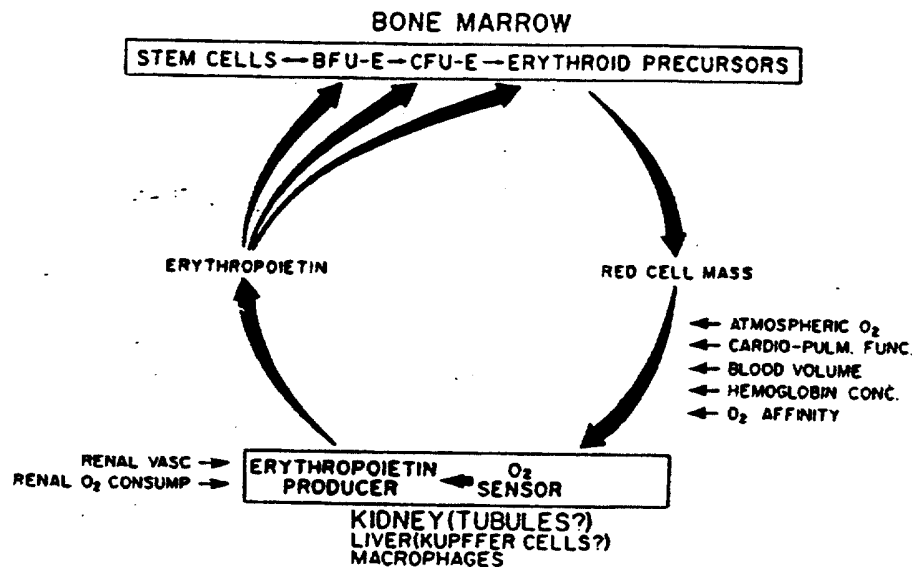 BONE MARROW
STEM CELLS ↔ BFU-E → CFU-E → ERYTHROID PRECURSORS
ERYTHROPOIETIN
RED CELL MASS
← ATMOSPHERIC O₂
← CARDIO-PULM. FUNC.
← BLOOD VOLUME
← HEMOGLOBIN CONC.
← O₂ AFFINITY
RENAL VASC →
RENAL O₂ CONSUMP →
ERYTHROPOIETIN
PRODUCER
O₂
SENSOR
KIDNEY(TUBULES?)
LIVER(KUPFFER CELLS?)
MACROPHAGES